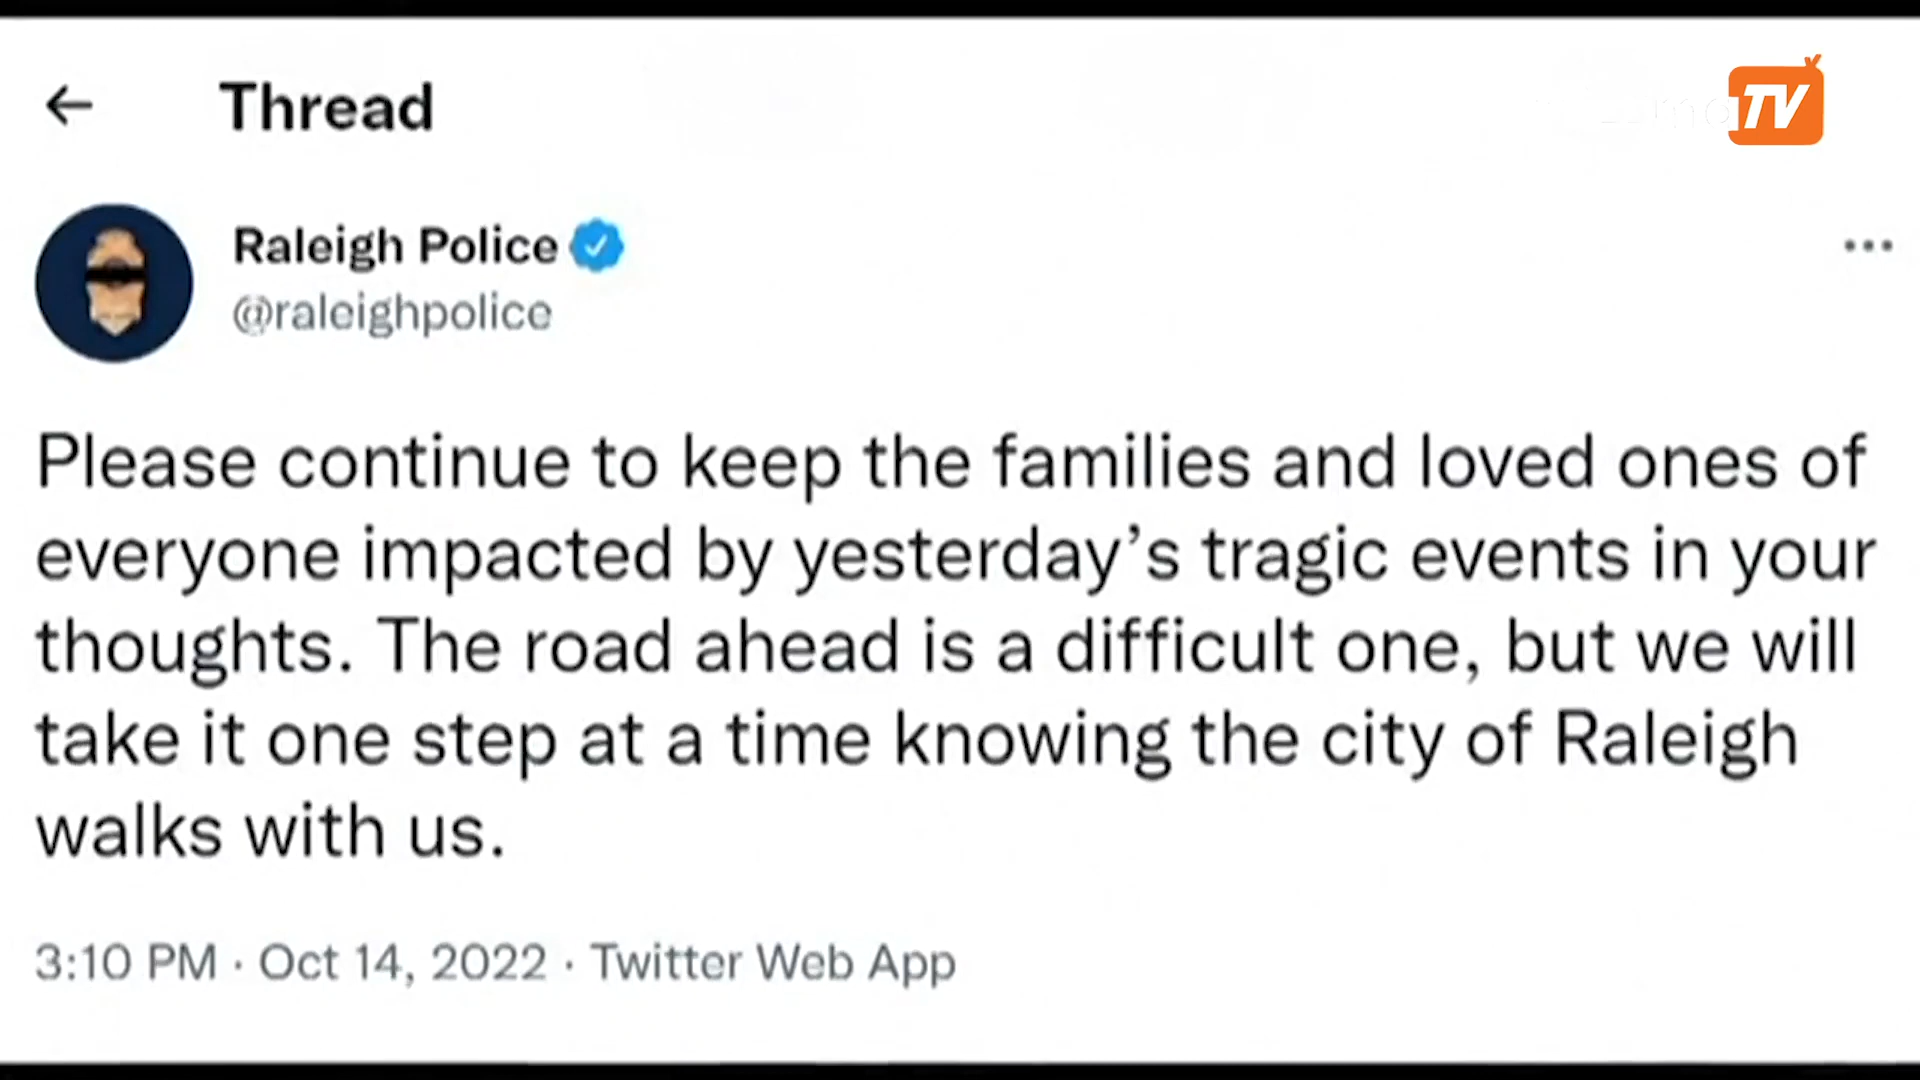 Thread
TV
Raleigh Police
@raleighpolice
Please continue to keep the families and loved ones of
everyone impacted by yesterday’s tragic events in your
thoughts. The road ahead is a difficult one, but we will
take it one step at a time knowing the city of Raleigh
walks with us.
3:10 PM · Oct 14, 2022 · Twitter Web App